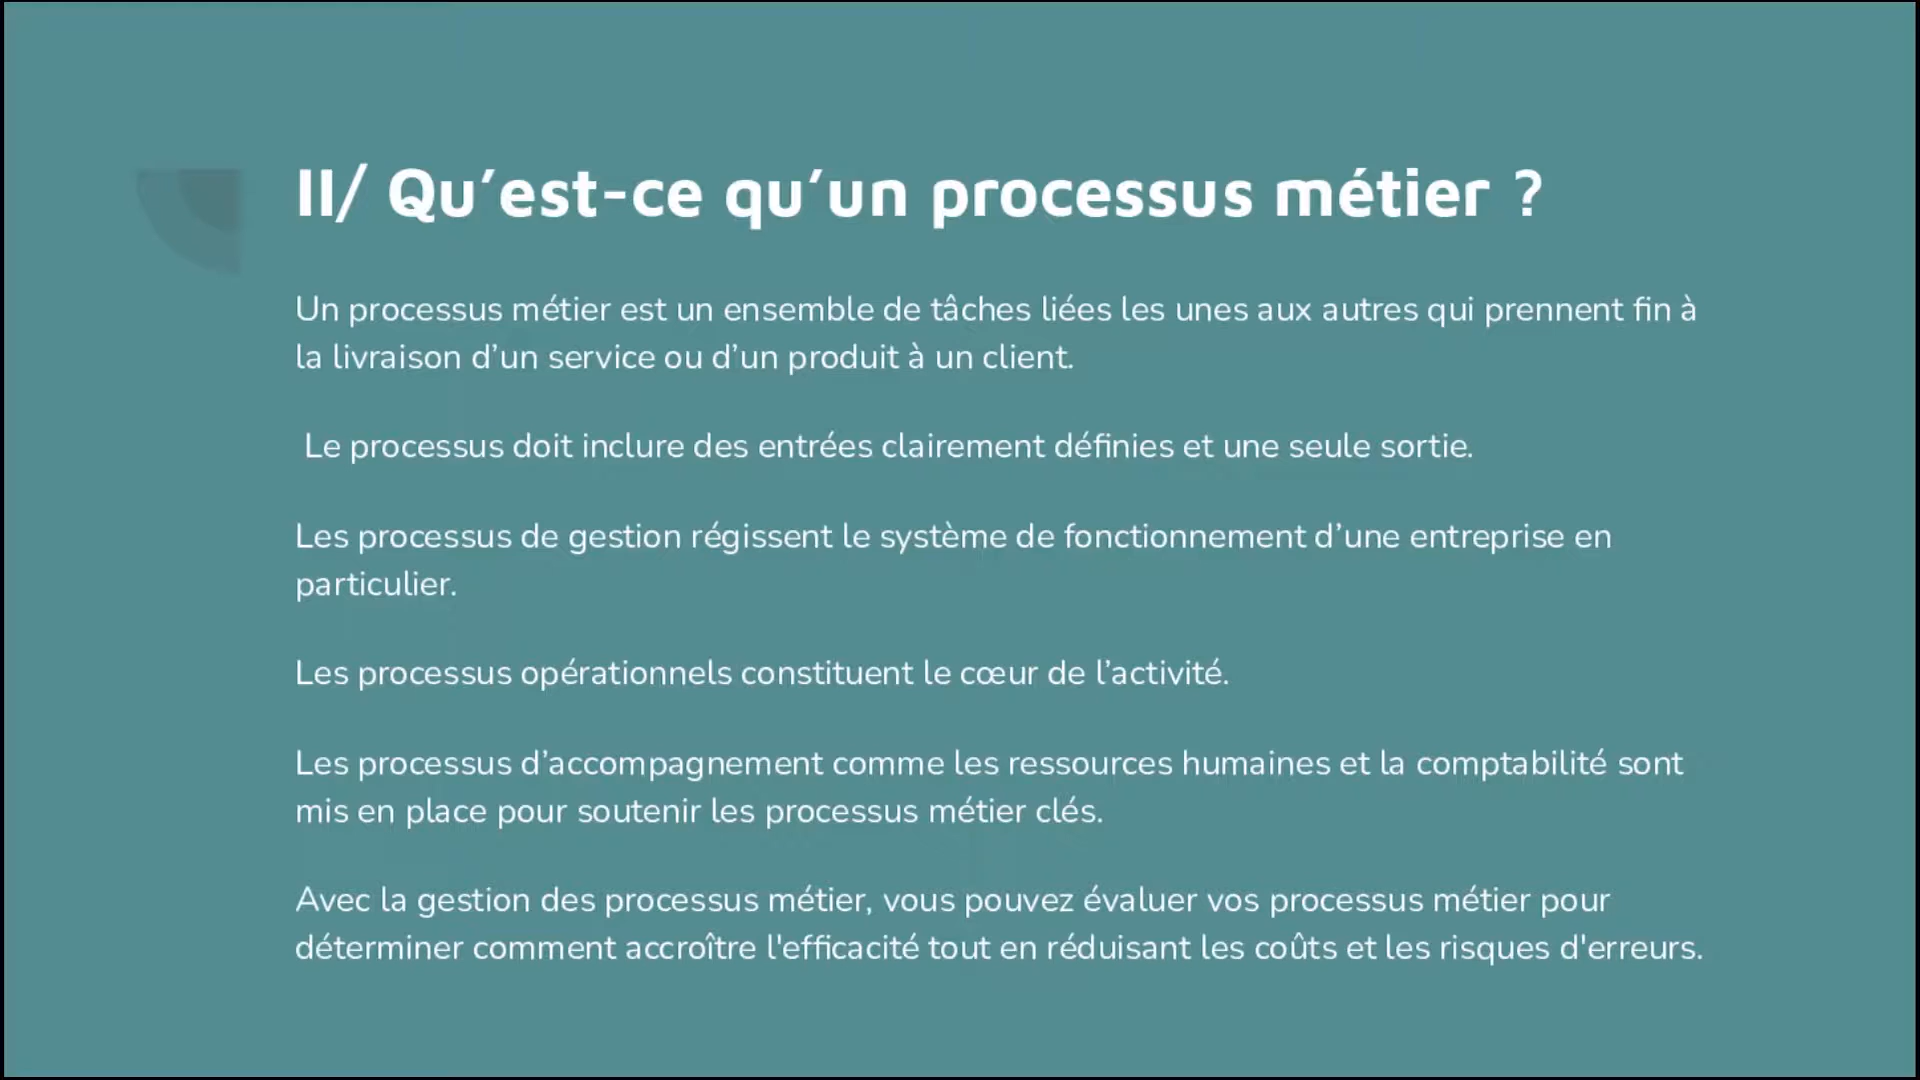 II/ Qu’est-ce qu’un processus métier ?
Un processus métier est un ensemble de tâches liées les unes aux autres qui prennent fin à
la livraison d’un service ou d’un produit à un client.
Le processus doit inclure des entrées clairement définies et une seule sortie.
Les processus de gestion régissent le système de fonctionnement d’une entreprise en
particulier.
Les processus opérationnels constituent le cœur de l’activité.
Les processus d’accompagnement comme les ressources humaines et la comptabilité sont
mis en place pour soutenir les processus métier clés.
Avec la gestion des processus métier, vous pouvez évaluer vos processus métier pour
déterminer comment accroître l'efficacité tout en réduisant les coûts et les risques d'erreurs.